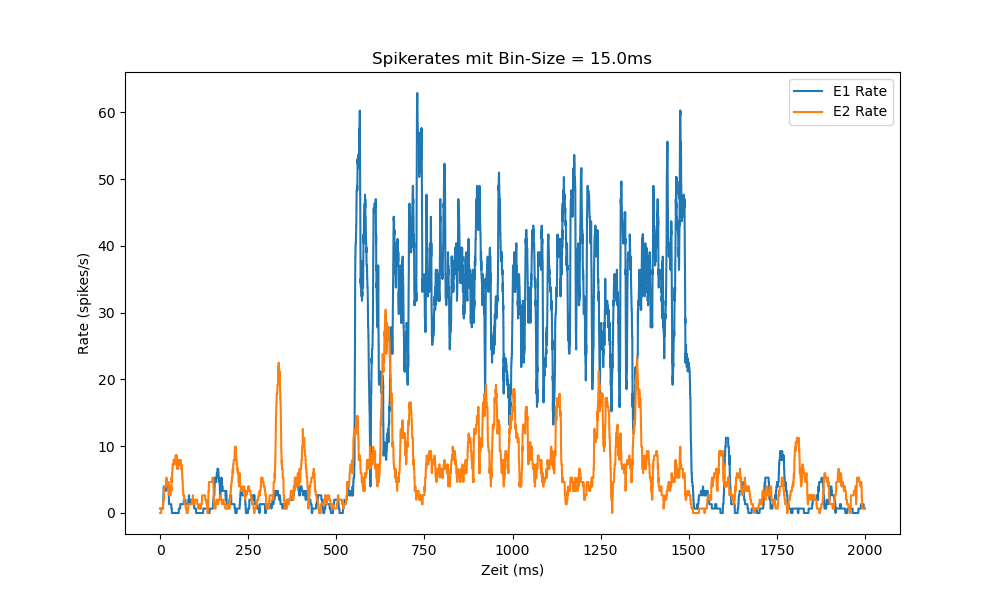 Spikerates mit Bin-Size = 15.0ms
E1 Rate
E2 Rate
60
50
40
30
20
10
0
Rate (spikes/s)
0 250 500 750 1000 1250 1500 1750 2000
Zeit (ms)